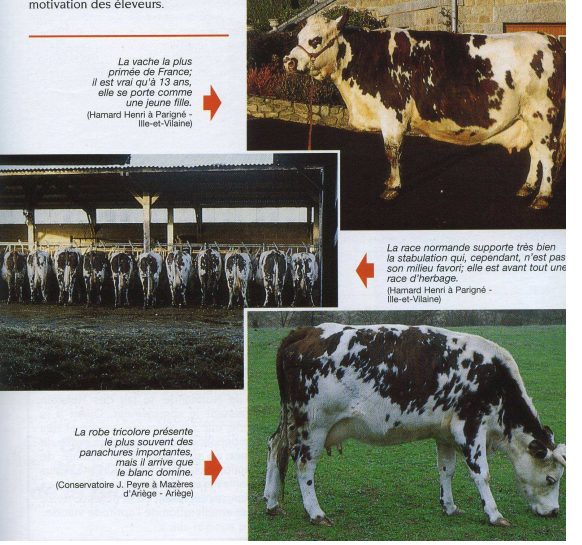 motivation des éleveurs.
La vache la plus
primée de France;
il est vrai qu'à 13 ans,
elle se porte comme
une jeune fille.
(Hamard Henri à Parigné -
Ille-et-Vilaine)
La race normande supporte très bien
la stabulation qui, cependant, n'est pas
son milieu favori; elle est avant tout une
race d'herbage.
(Hamard Henri à Parigné -
Ille-et-Vilaine)
La robe tricolore présente
le plus souvent des
panachures importantes,
mais il arrive que
le blanc domine.
(Conservatoire J. Peyre à Mazères
d'Ariège - Ariège)